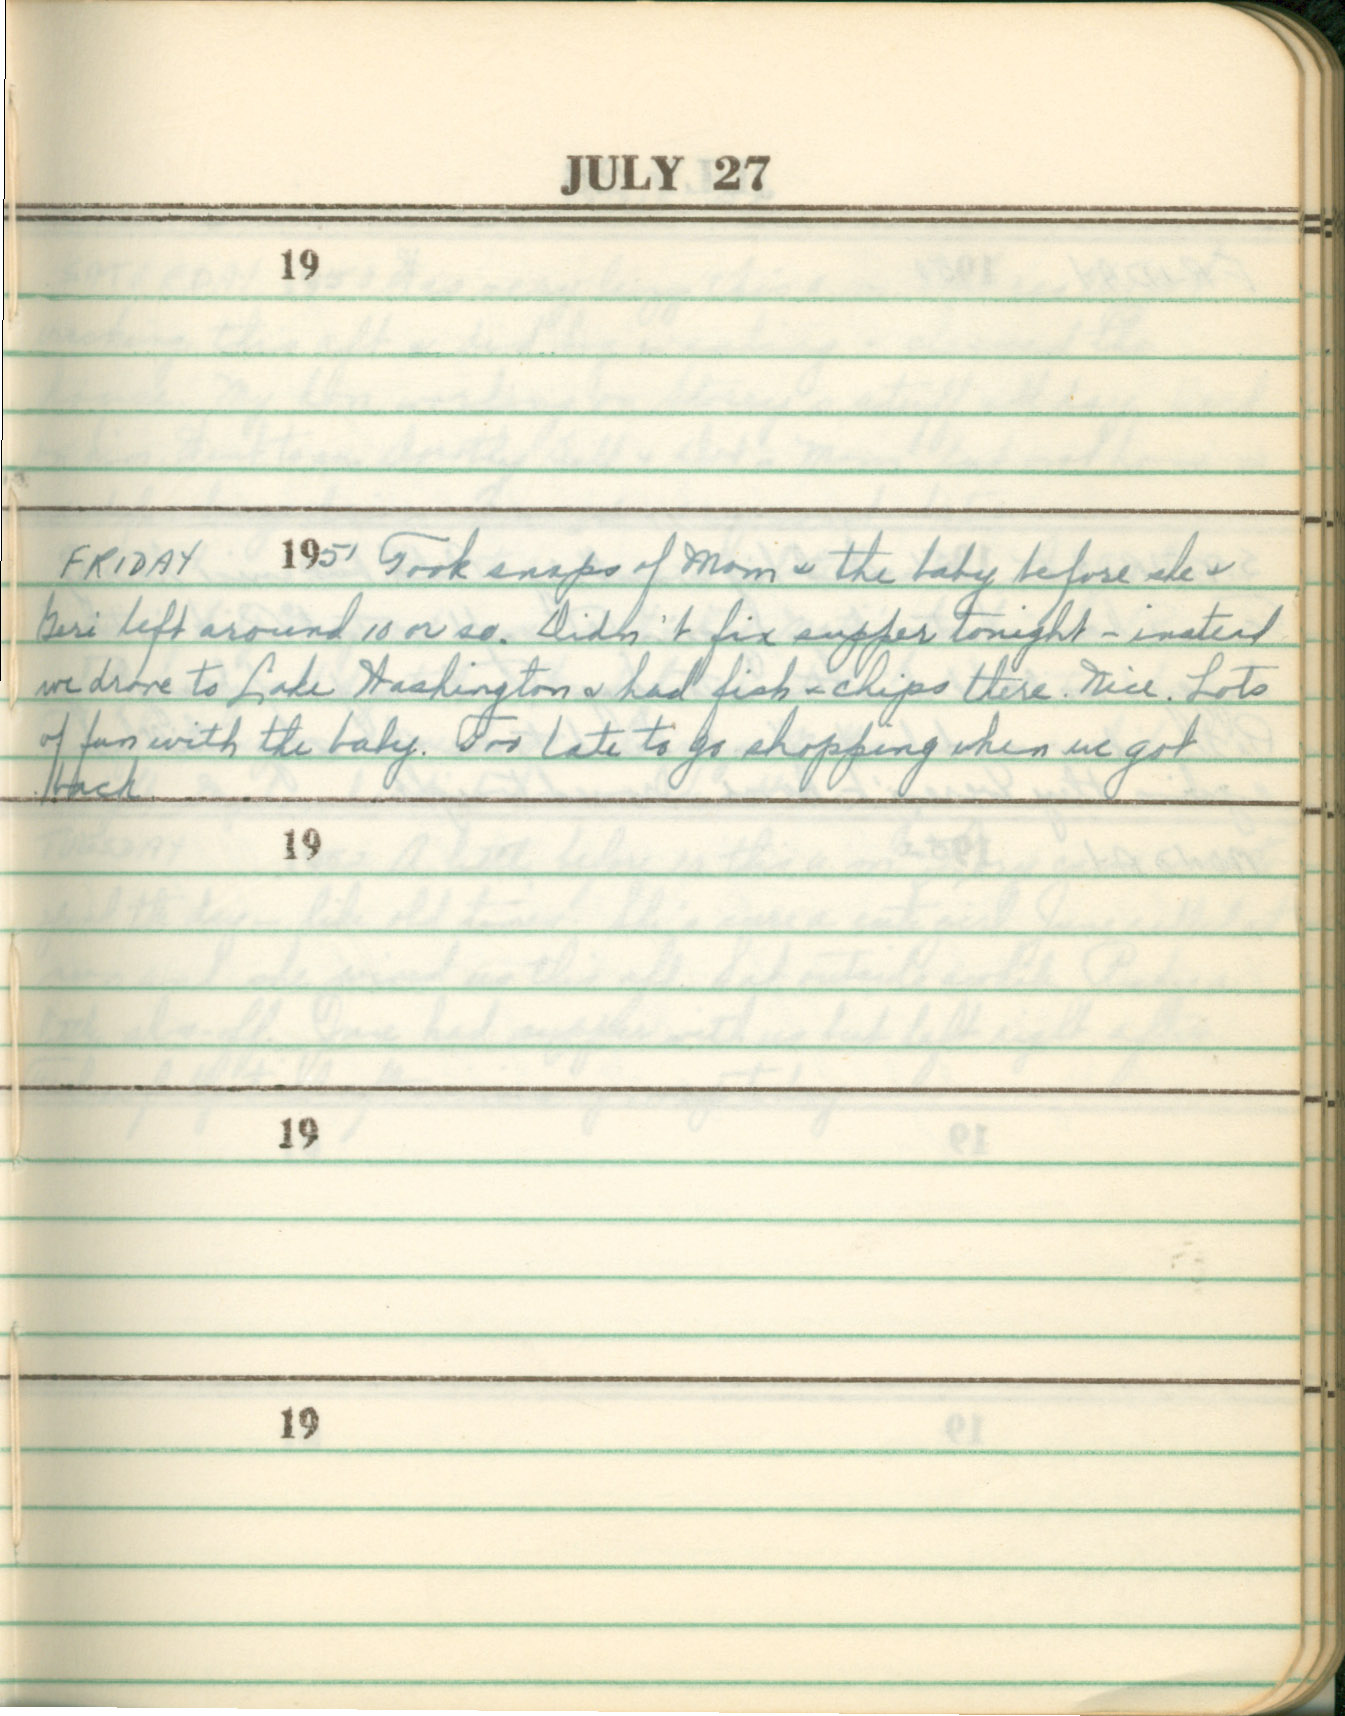 JULY 27
19
FRIDAY 1951 Took snaps of Mom & the baby before she &
Geri left around 10 or so. Didn't fix supper tonight - instead
we drove to Lake Washington & had fish & chips there. Nice. Lots
of fun with the baby. Too late to go shopping when we got
back.
19
19
19